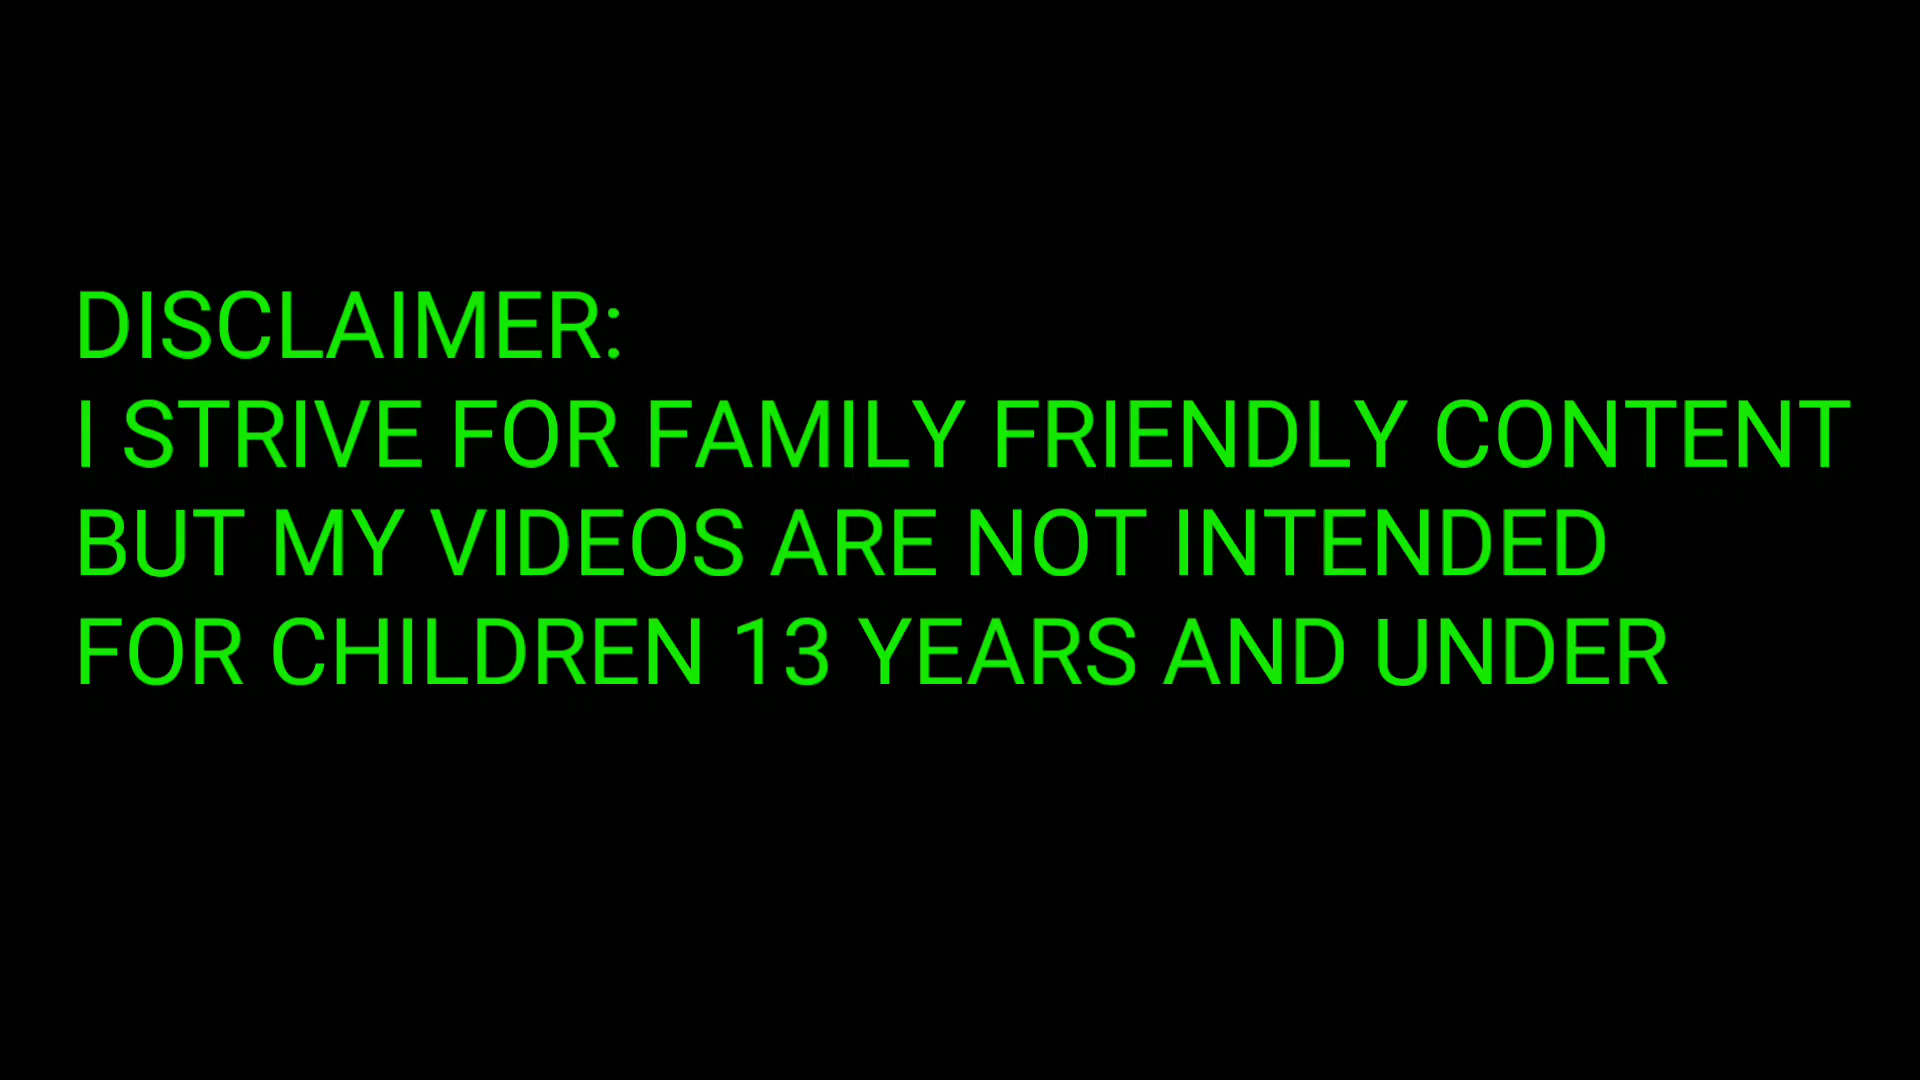 DISCLAIMER:
I STRIVE FOR FAMILY FRIENDLY CONTENT
BUT MY VIDEOS ARE NOT INTENDED
FOR CHILDREN 13 YEARS AND UNDER